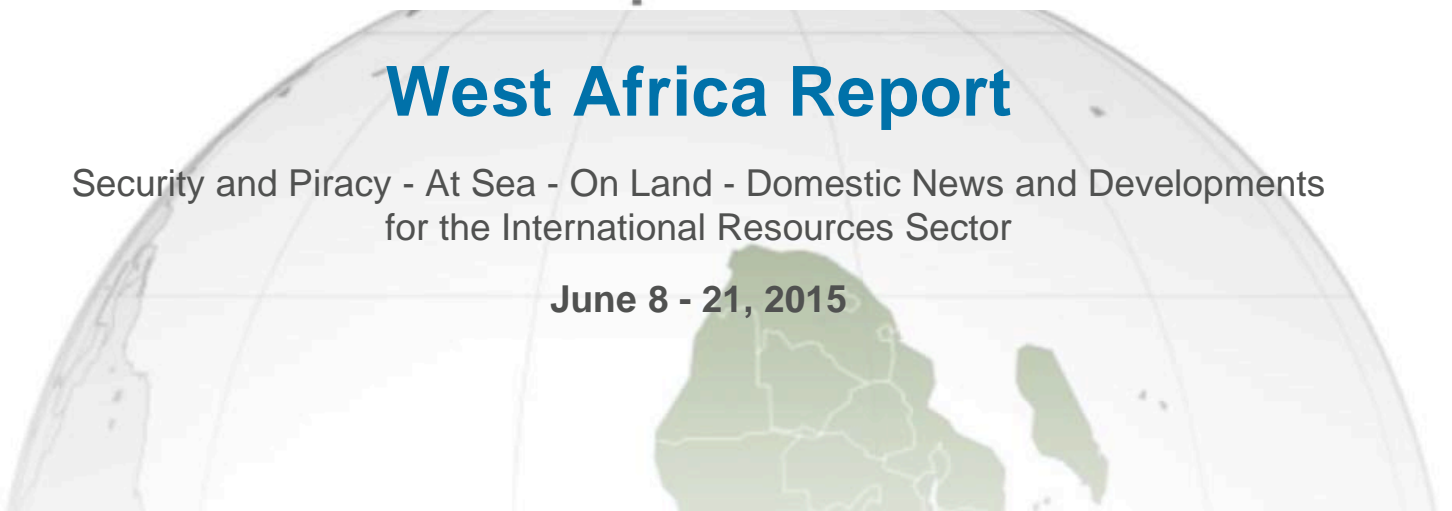 West Africa Report
Security and Piracy - At Sea - On Land - Domestic News and Developments
for the International Resources Sector
June 8 - 21, 2015